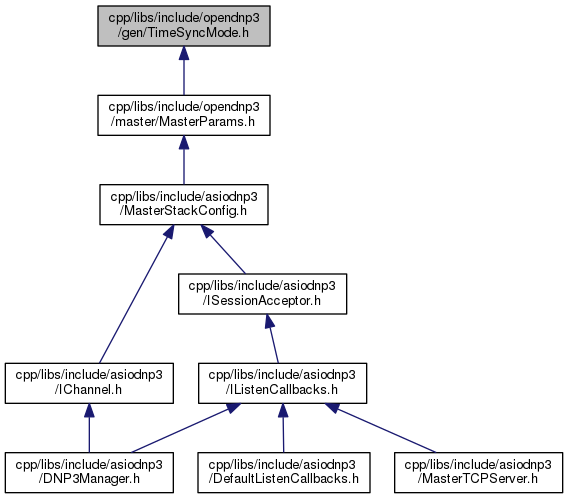 cpp/libs/include/opendnp3
/gen/TimeSyncMode.h
cpp/libs/include/opendnp3
/master/MasterParams.h
cpp/libs/include/asiodnp3
/MasterStackConfig.h
cpp/libs/include/asiodnp3
/ISessionAcceptor.h
cpp/libs/include/asiodnp3
/IChannel.h
cpp/libs/include/asiodnp3
/IListenCallbacks.h
cpp/libs/include/asiodnp3
/DNP3Manager.h
cpp/libs/include/asiodnp3
/DefaultListenCallbacks.h
cpp/libs/include/asiodnp3
/MasterTCPServer.h